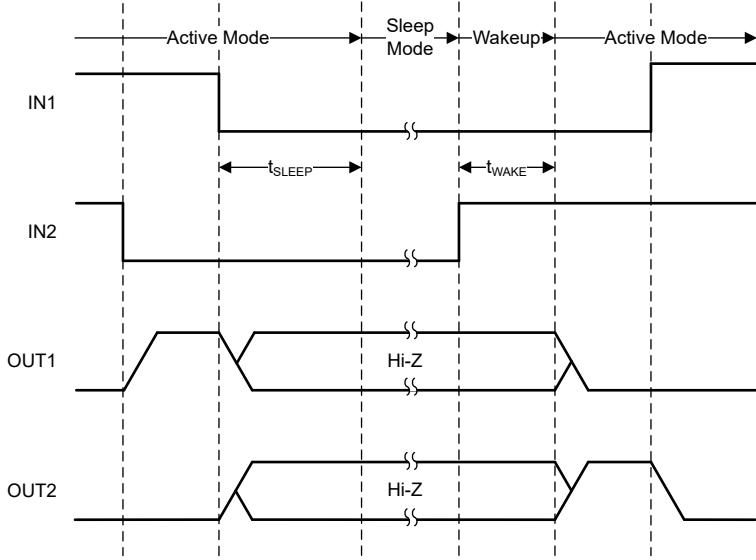 Active Mode
Sleep
Mode
Wakeup
Active Mode
IN1
tSLEEP
tWAKE
IN2
OUT1
Hi-Z
OUT2
Hi-Z